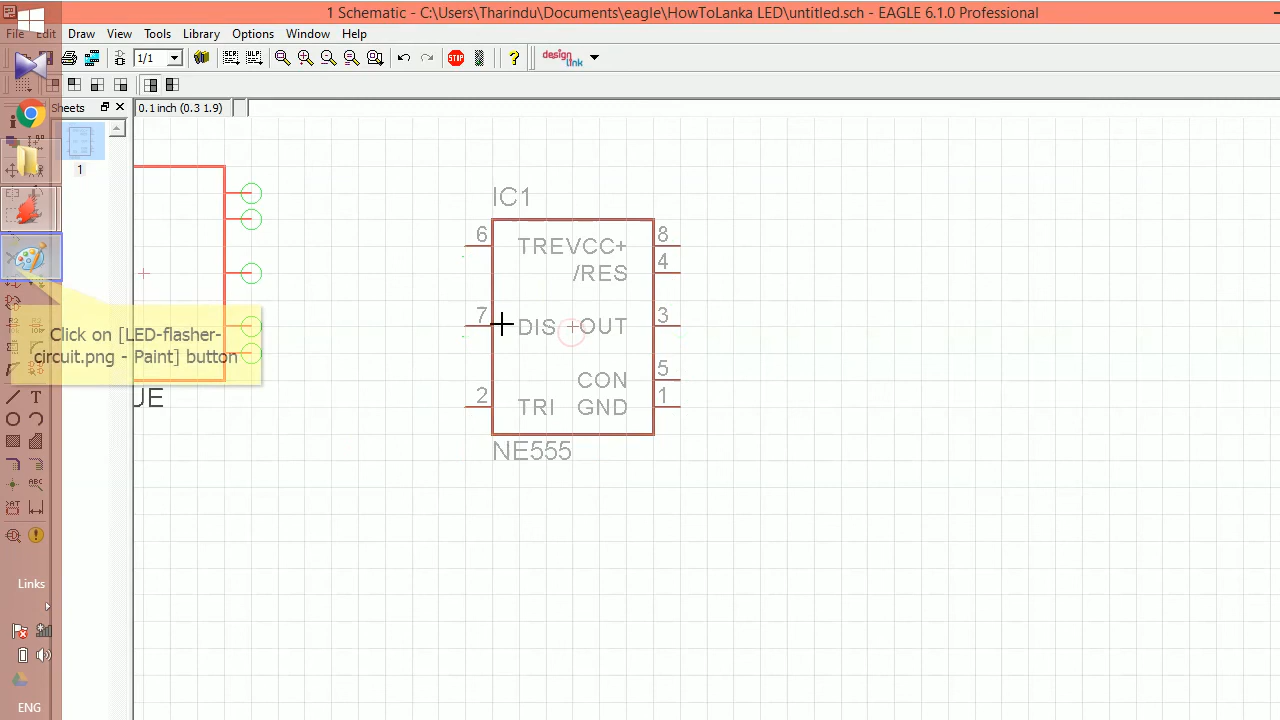 1 Schematic - C:\Users\Tharindu\Documents\eagle\HowToLanka LED\untitled.sch - EAGLE 6.1.0 Professional
File Edit Draw View Tools Library Options Window Help
1/1
STOP
design link
Sheets
0.1 inch (0.3 1.9)
1
IC1
6 TRE VCC+ 8
/RES 4
7 DIS OUT 3
CON 5
2 TRI GND 1
NE555
Click on [LED-flasher-
circuit.png - Paint] button
UE
Links
ENG